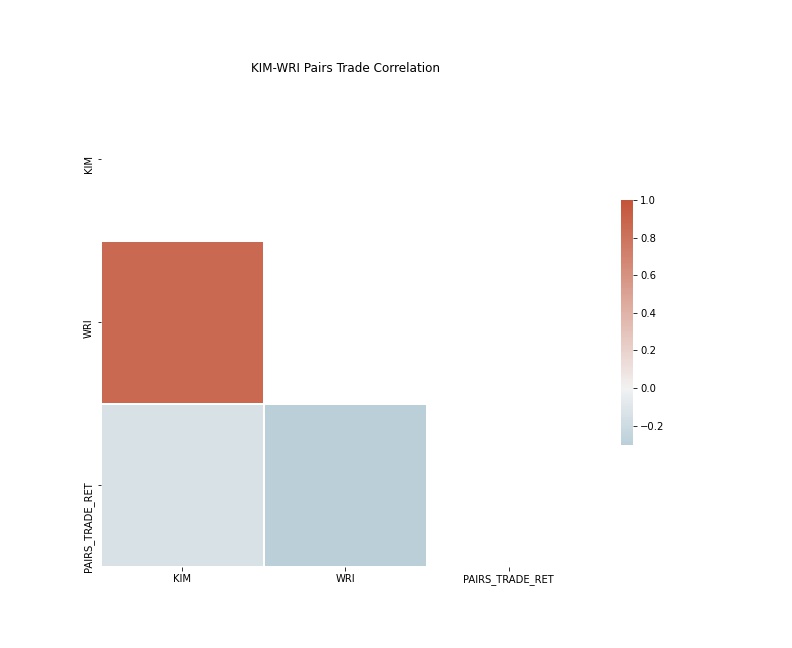 KIM-WRI Pairs Trade Correlation
KIM
WRI
PAIRS_TRADE_RET
KIM
WRI
PAIRS_TRADE_RET
1.0
0.8
0.6
0.4
0.2
0.0
−0.2